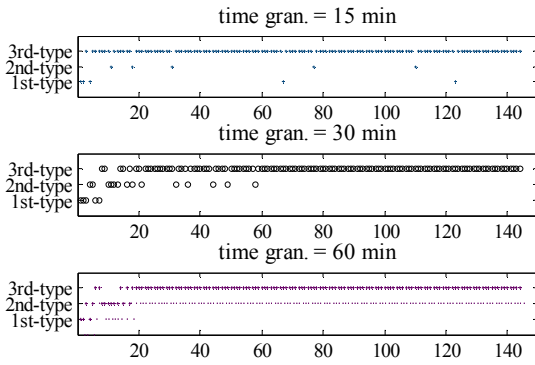 time gran. = 15 min
3rd-type
2nd-type
1st-type
20 40 60 80 100 120 140
time gran. = 30 min
3rd-type
2nd-type
1st-type
20 40 60 80 100 120 140
time gran. = 60 min
3rd-type
2nd-type
1st-type
20 40 60 80 100 120 140